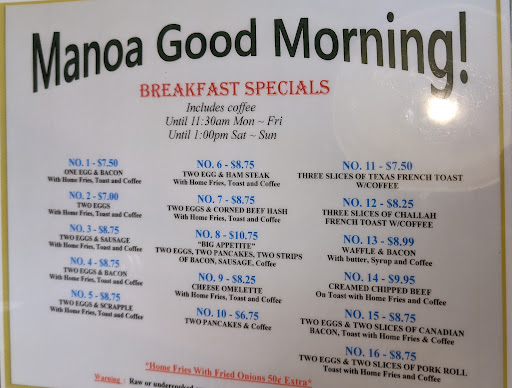 Manoa Good Morning!
BREAKFAST SPECIALS
Includes coffee
Until 11:30am Mon ~ Fri
Until 1:00pm Sat ~ Sun
NO. 1 - $7.50
ONE EGG & BACON
With Home Fries, Toast and Coffee
NO. 2 - $7.00
TWO EGGS
With Home Fries, Toast and Coffee
NO. 3 - $8.75
TWO EGGS & SAUSAGE
With Home Fries, Toast and Coffee
NO. 4 - $8.75
TWO EGGS & BACON
With Home Fries, Toast and Coffee
NO. 5 - $8.75
TWO EGGS & SCRAPPLE
With Home Fries, Toast and Coffee
NO. 6 - $8.75
TWO EGG & HAM STEAK
With Home Fries, Toast & Coffee
NO. 7 - $8.75
TWO EGGS & CORNED BEEF HASH
With Home Fries, Toast and Coffee
NO. 8 - $10.75
"BIG APPETITE"
TWO EGGS, TWO PANCAKES, TWO STRIPS
OF BACON, SAUSAGE, Coffee
NO. 9 - $8.25
CHEESE OMELETTE
With Home Fries, Toast and Coffee
NO. 10 - $6.75
TWO PANCAKES & Coffee
NO. 11 - $7.50
THREE SLICES OF TEXAS FRENCH TOAST
W/COFFEE
NO. 12 - $8.25
THREE SLICES OF CHALLAH
FRENCH TOAST W/COFFEE
NO. 13 - $8.99
WAFFLE & BACON
With butter, Syrup and Coffee
NO. 14 - $9.95
CREAMED CHIPPED BEEF
On Toast with Home Fries and Coffee
NO. 15 - $8.75
TWO EGGS & TWO SLICES OF CANADIAN
BACON, Toast with Home Fries & Coffee
NO. 16 - $8.75
TWO EGGS & TWO SLICES OF PORK ROLL
Toast with Home Fries and Coffee
*Home Fries With Fried Onions 50¢ Extra*
Warning : Raw or undercooked